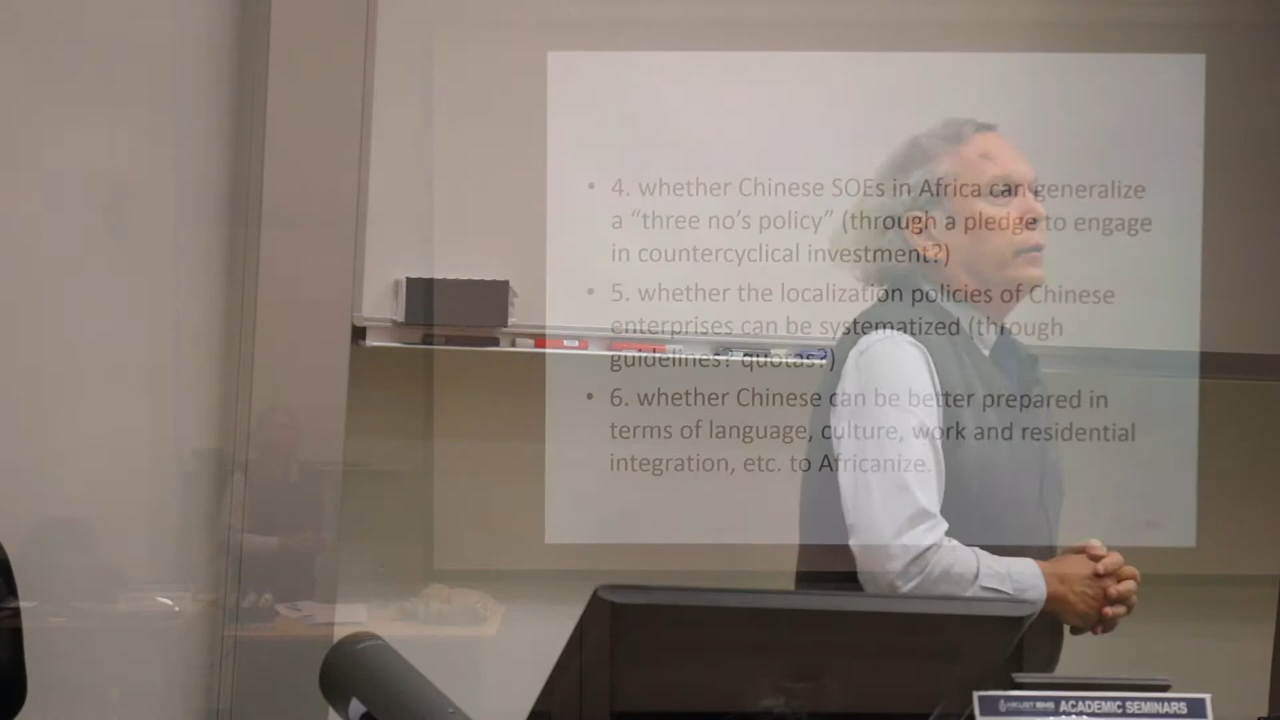 • 4. whether Chinese SOEs in Africa can generalize
a “three no's policy” (through a pledge to engage
in countercyclical investment?)
• 5. whether the localization policies of Chinese
enterprises can be systematized (through
guidelines? quotas?)
• 6. whether Chinese can be better prepared in
terms of language, culture, work and residential
integration, etc. to Africanize.
HKUST IEMS ACADEMIC SEMINARS